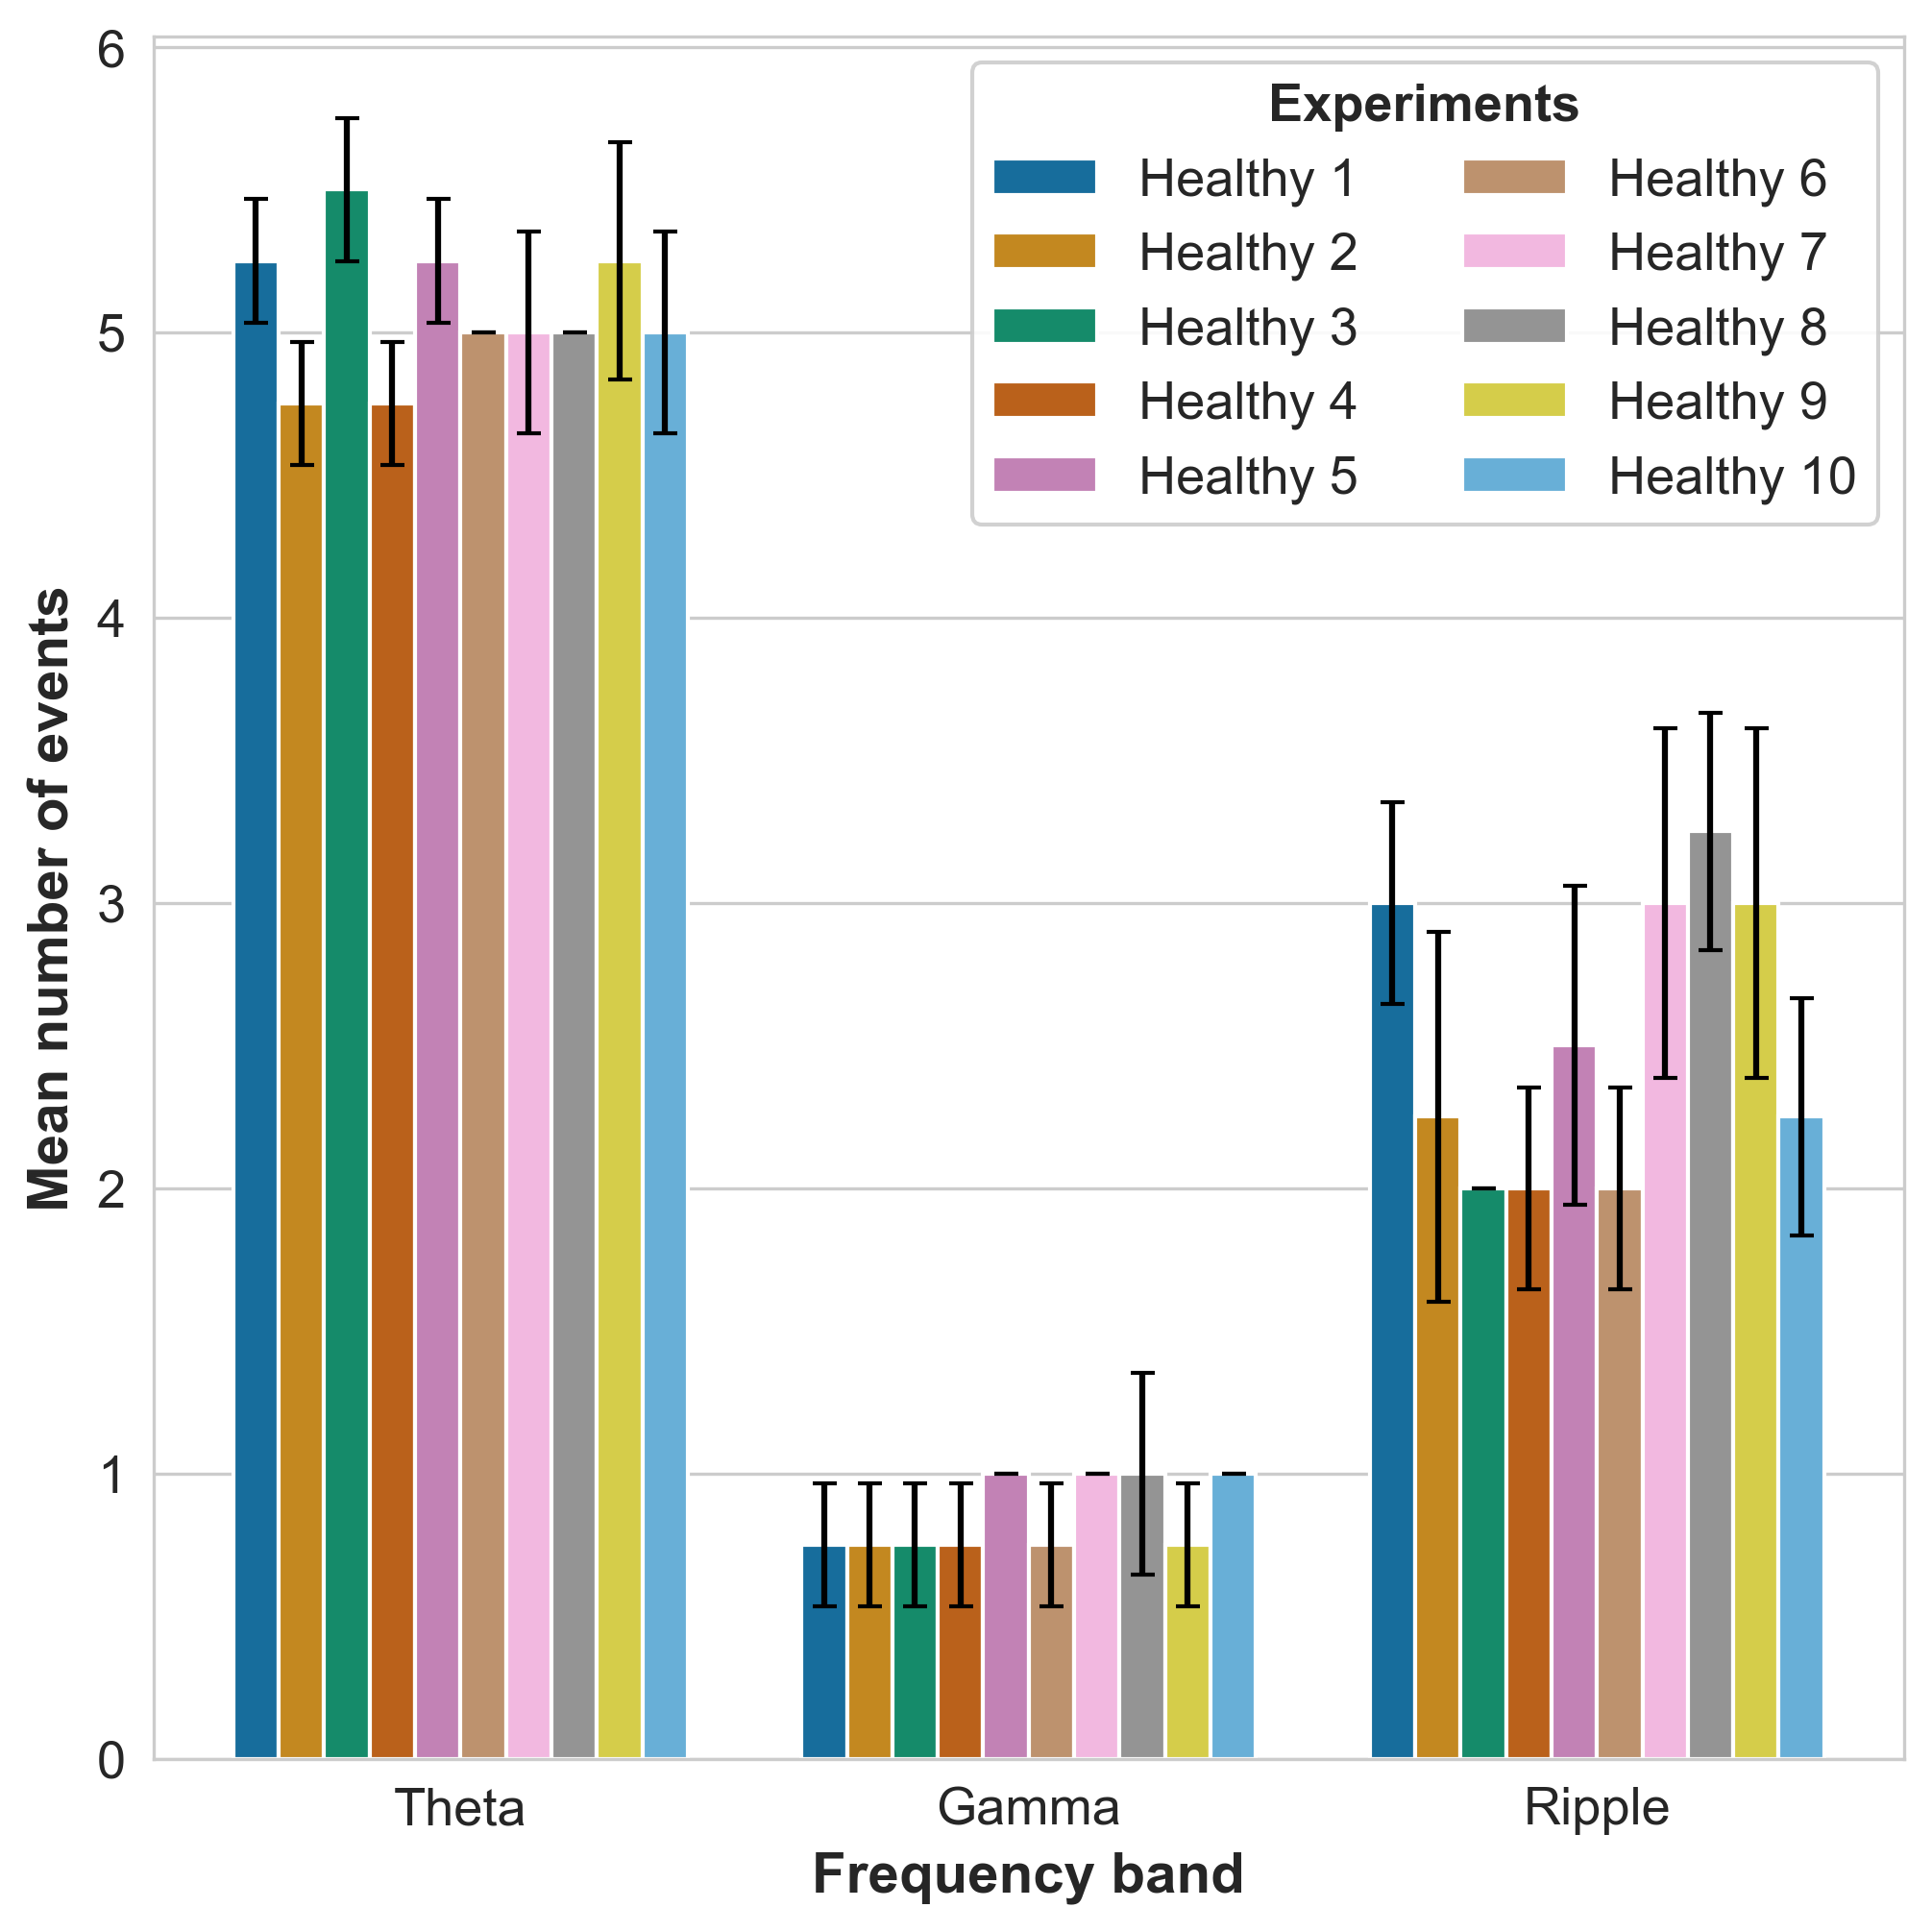 6
5
4
3
2
1
0
Mean number of events
Experiments
Healthy 1
Healthy 2
Healthy 3
Healthy 4
Healthy 5
Healthy 6
Healthy 7
Healthy 8
Healthy 9
Healthy 10
Theta
Gamma
Ripple
Frequency band